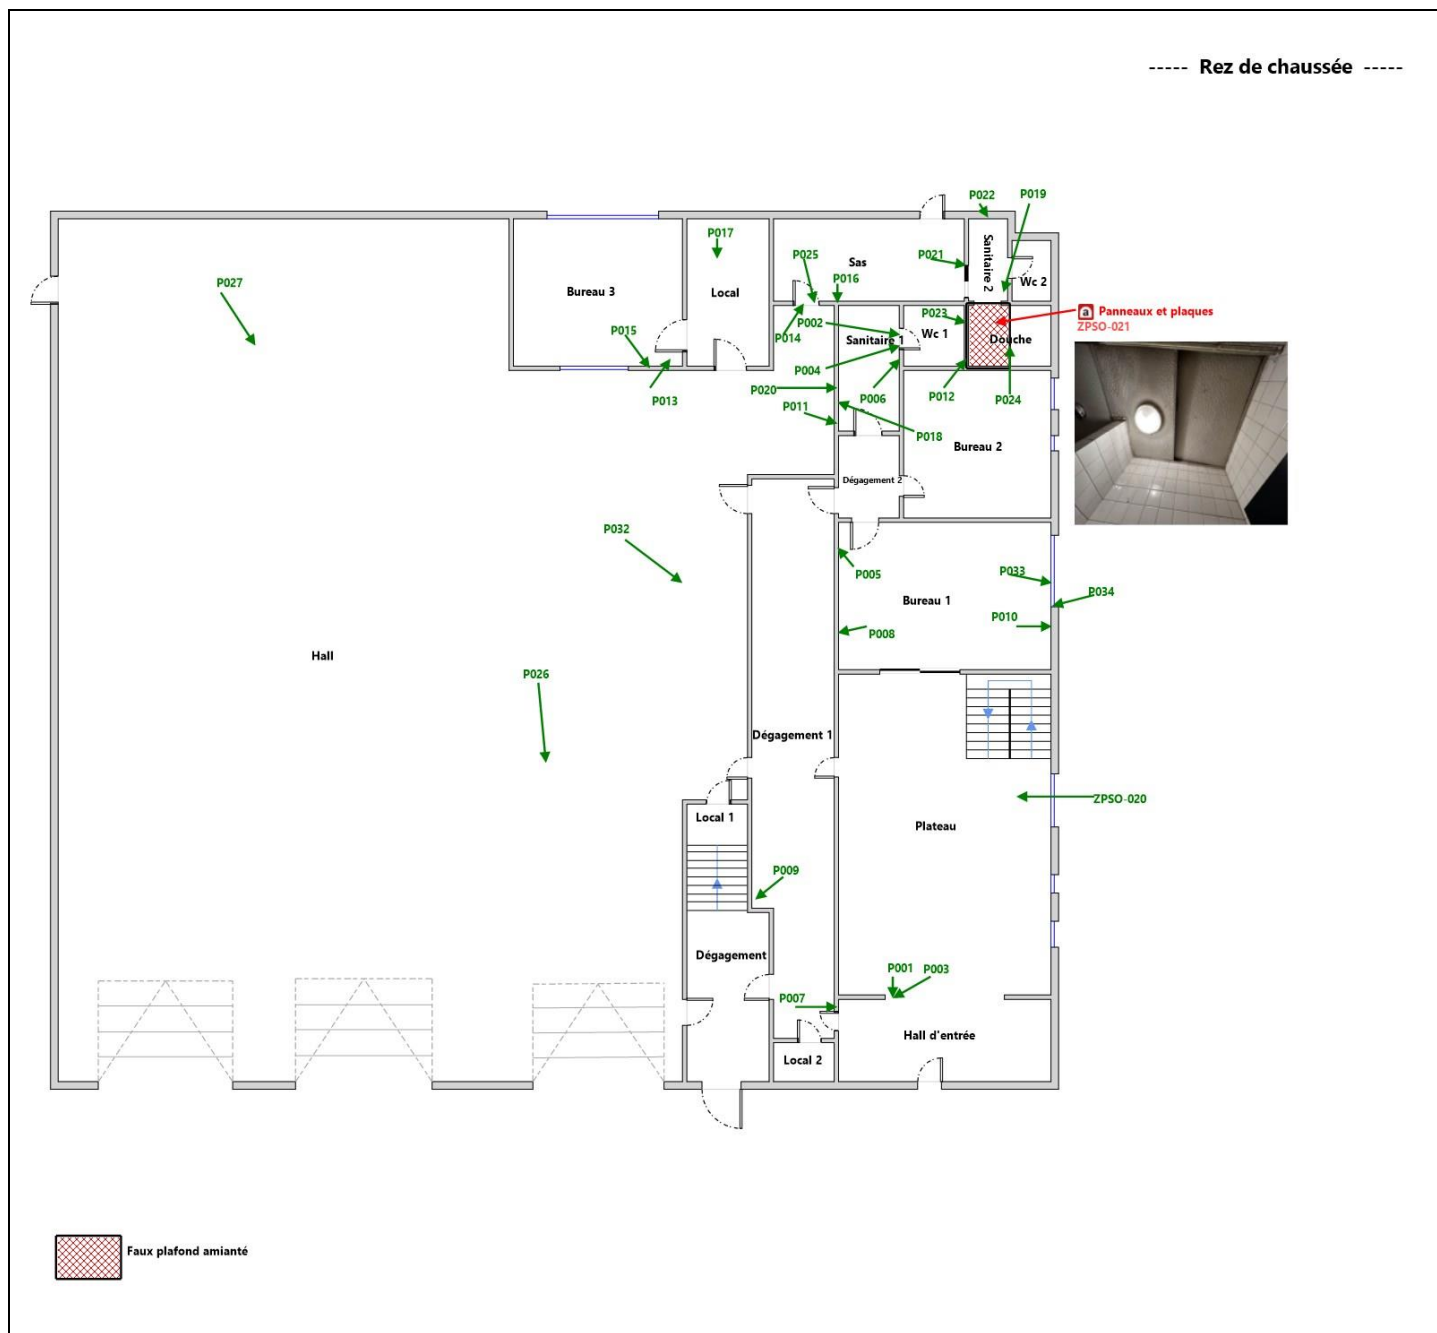 ----- Rez de chaussée -----
P022
P019
P017
P025
Sas
P021
Sanitaire 2
P027
P016
Wc 2
Bureau 3
Local
a Panneaux et plaques
ZPSO-021
P015
P002
P023
P014
Sanitaire 1
Wc 1
Douche
P004
P013
P020
P006
P012
P024
P011
P018
Bureau 2
Dégagement 2
P032
P005
P033
P034
Bureau 1
P010
P008
Hall
P026
Dégagement 1
ZPSO-020
Local 1
Plateau
P009
Dégagement
P001
P003
P007
Hall d'entrée
Local 2
Faux plafond amianté